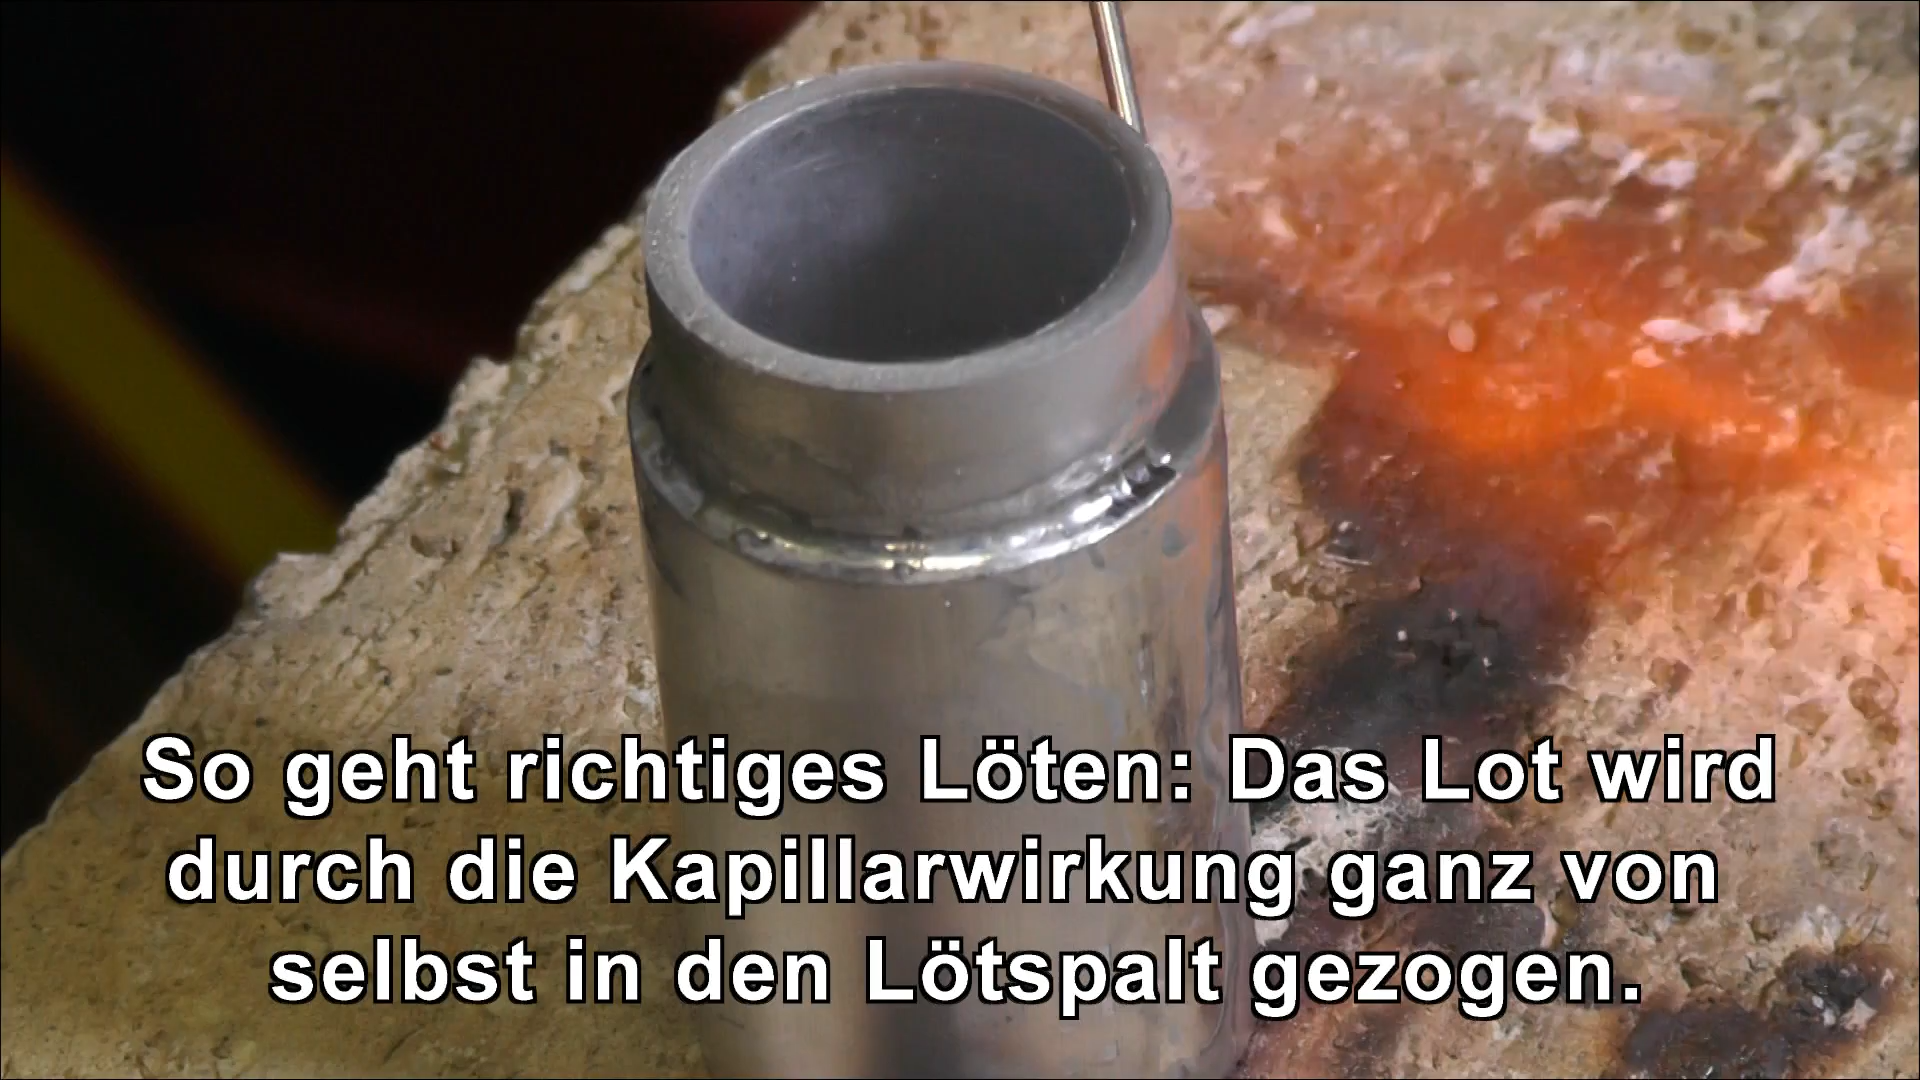 So geht richtiges Löten: Das Lot wird
durch die Kapillarwirkung ganz von
selbst in den Lötspalt gezogen.